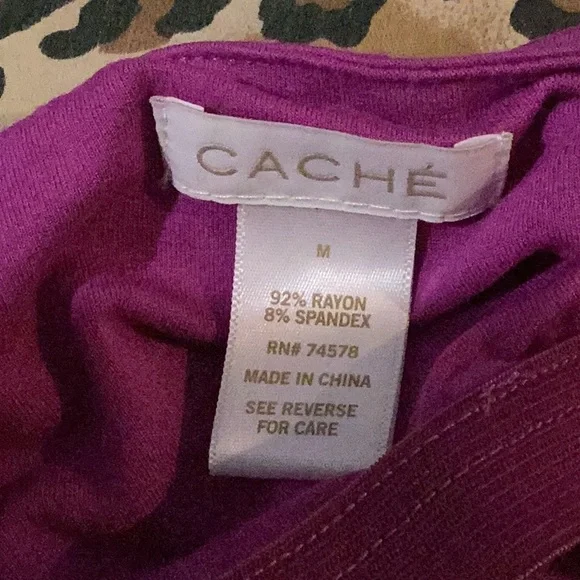 CACHÉ
M
92% RAYON
8% SPANDEX
RN# 74578
MADE IN CHINA
SEE REVERSE
FOR CARE